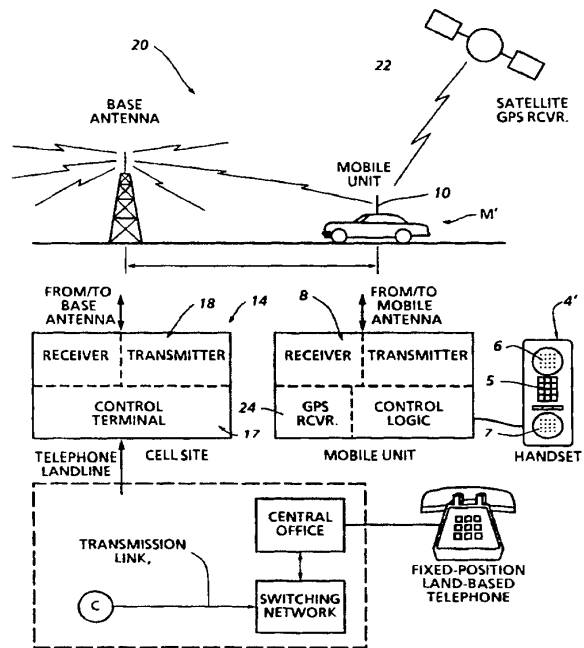 20
22
BASE
ANTENNA
SATELLITE
GPS RCVR.
MOBILE
UNIT
10
M'
FROM/TO
BASE
ANTENNA
18
14
8
FROM/TO
MOBILE
ANTENNA
4'
RECEIVER
TRANSMITTER
CONTROL
TERMINAL
17
RECEIVER
TRANSMITTER
24
GPS
RCVR.
CONTROL
LOGIC
6
5
7
TELEPHONE
LANDLINE
CELL SITE
MOBILE UNIT
HANDSET
TRANSMISSION
LINK,
CENTRAL
OFFICE
C
SWITCHING
NETWORK
FIXED-POSITION
LAND-BASED
TELEPHONE